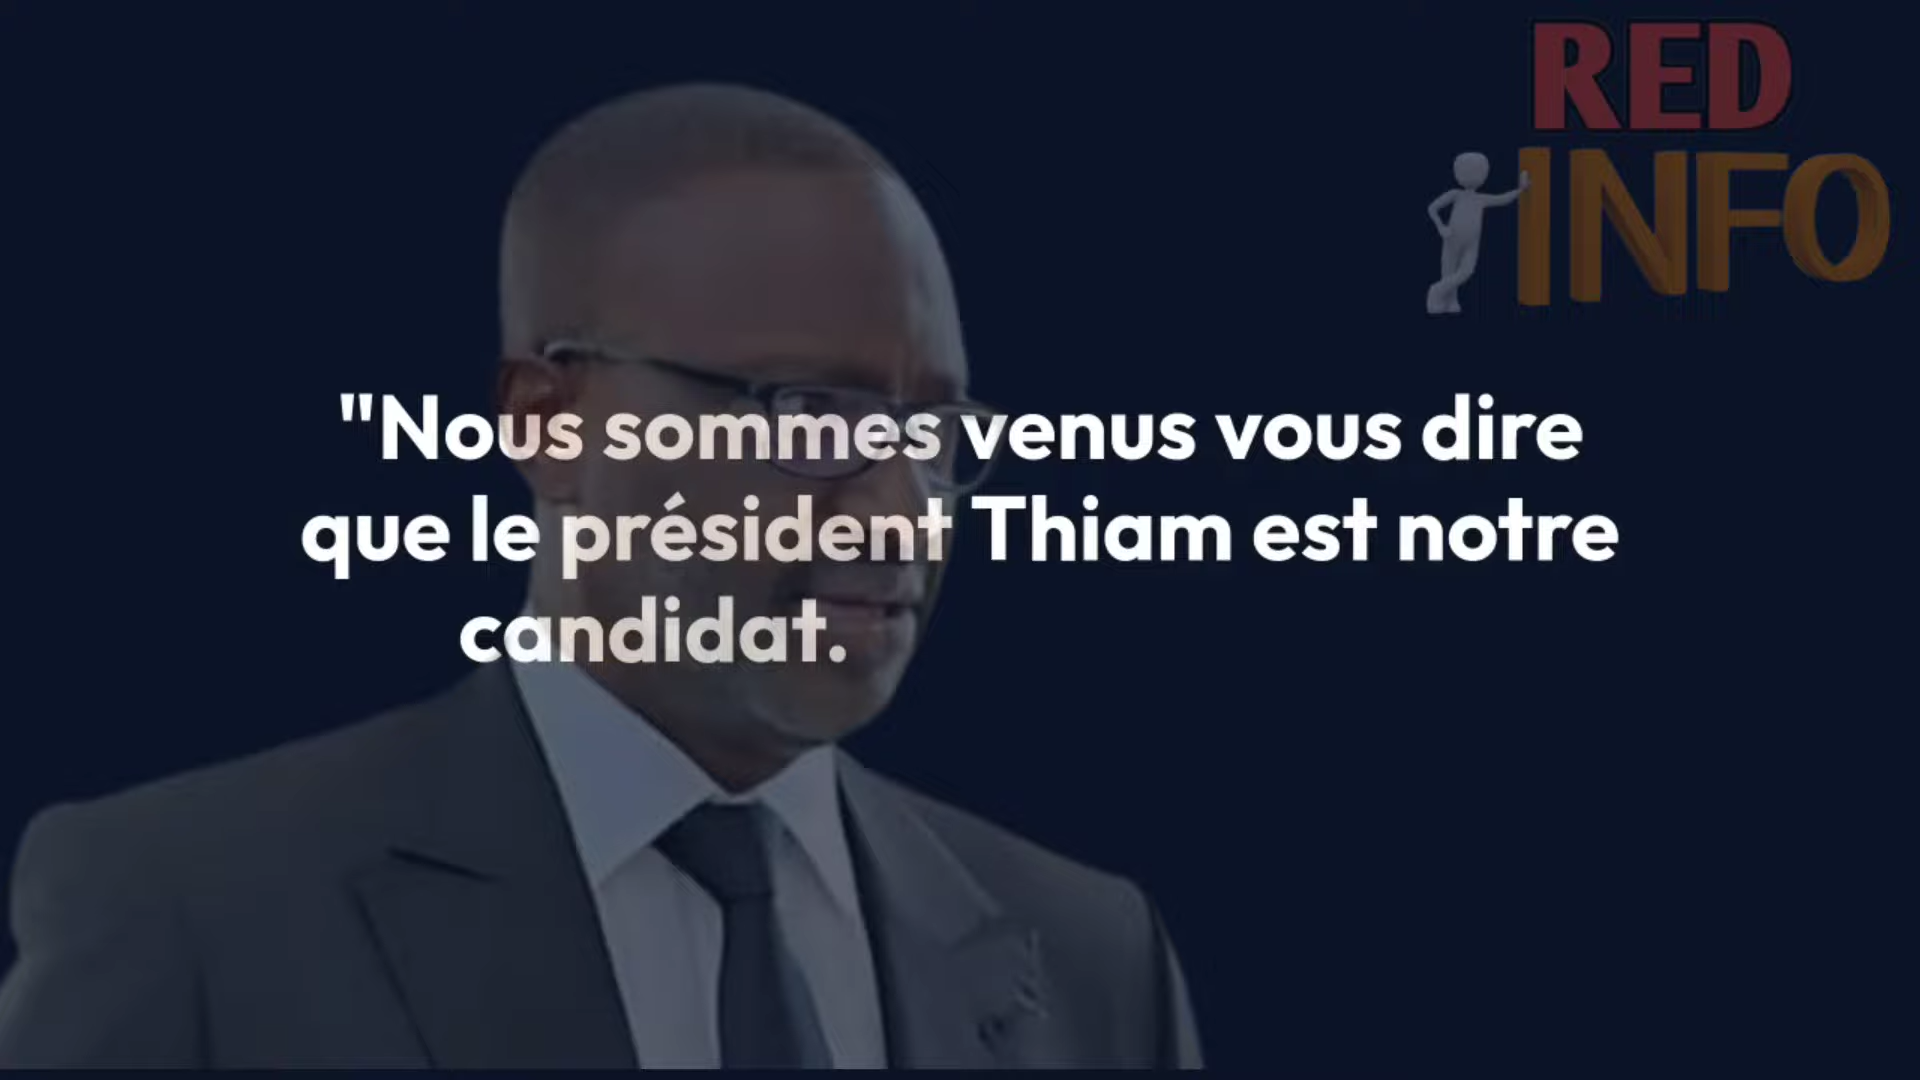 RED
INFO
"Nous sommes venus vous dire
que le président Thiam est notre
candidat.